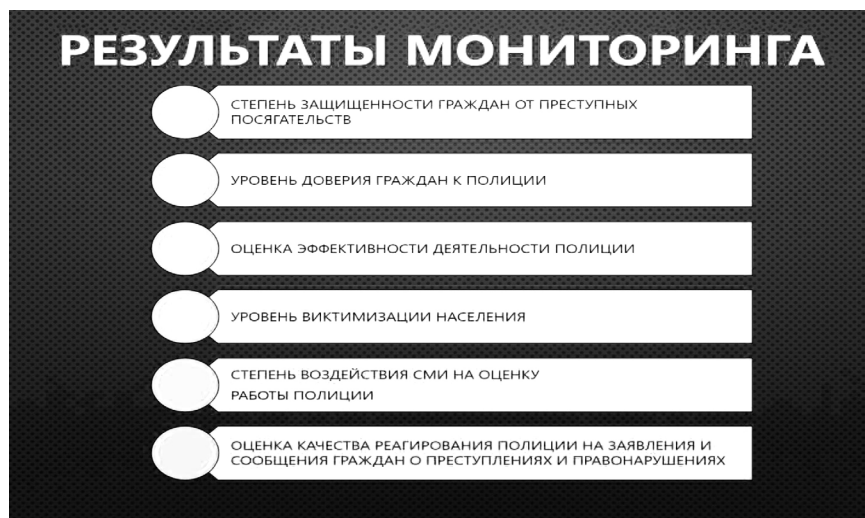 РЕЗУЛЬТАТЫ МОНИТОРИНГА
СТЕПЕНЬ ЗАЩИЩЕННОСТИ ГРАЖДАН ОТ ПРЕСТУПНЫХ
ПОСЯГАТЕЛЬСТВ
УРОВЕНЬ ДОВЕРИЯ ГРАЖДАН К ПОЛИЦИИ
ОЦЕНКА ЭФФЕКТИВНОСТИ ДЕЯТЕЛЬНОСТИ ПОЛИЦИИ
УРОВЕНЬ ВИКТИМИЗАЦИИ НАСЕЛЕНИЯ
СТЕПЕНЬ ВОЗДЕЙСТВИЯ СМИ НА ОЦЕНКУ
РАБОТЫ ПОЛИЦИИ
ОЦЕНКА КАЧЕСТВА РЕАГИРОВАНИЯ ПОЛИЦИИ НА ЗАЯВЛЕНИЯ И
СООБЩЕНИЯ ГРАЖДАН О ПРЕСТУПЛЕНИЯХ И ПРАВОНАРУШЕНИЯХ